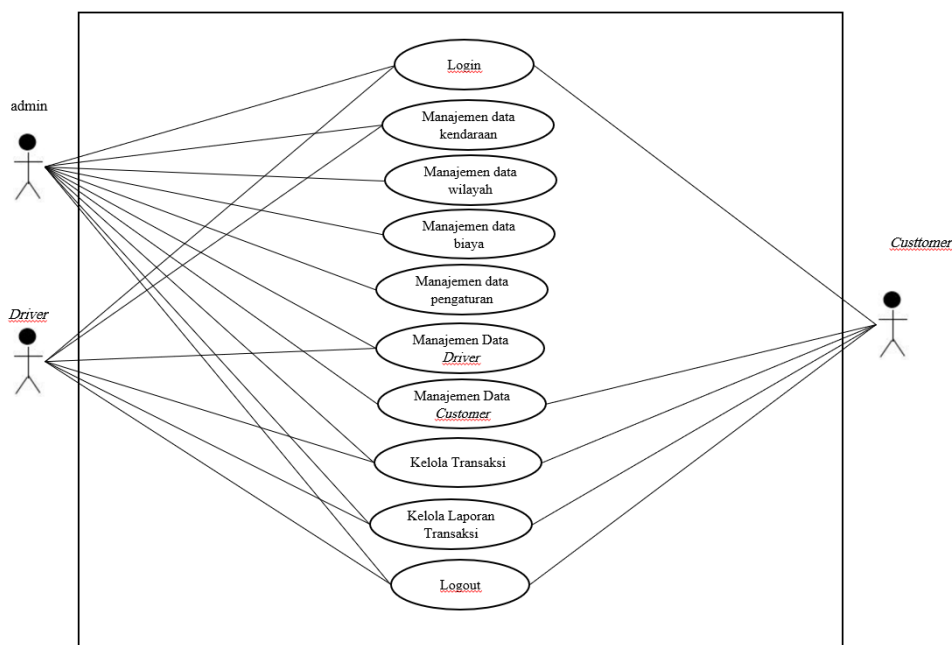 admin
Driver
Login
Manajemen data
kendaraan
Manajemen data
wilayah
Manajemen data
biaya
Manajemen data
pengaturan
Manajemen Data
Driver
Manajemen Data
Customer
Kelola Transaksi
Kelola Laporan
Transaksi
Logout
Custtomer